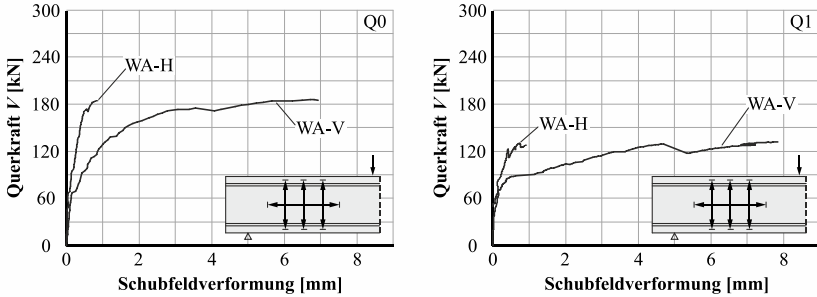 Q0
Querkraft V [kN]
300
240
180
120
60
0
WA-H
WA-V
0 2 4 6 8
Schubfeldverformung [mm]
Q1
Querkraft V [kN]
300
240
180
120
60
0
WA-H
WA-V
0 2 4 6 8
Schubfeldverformung [mm]